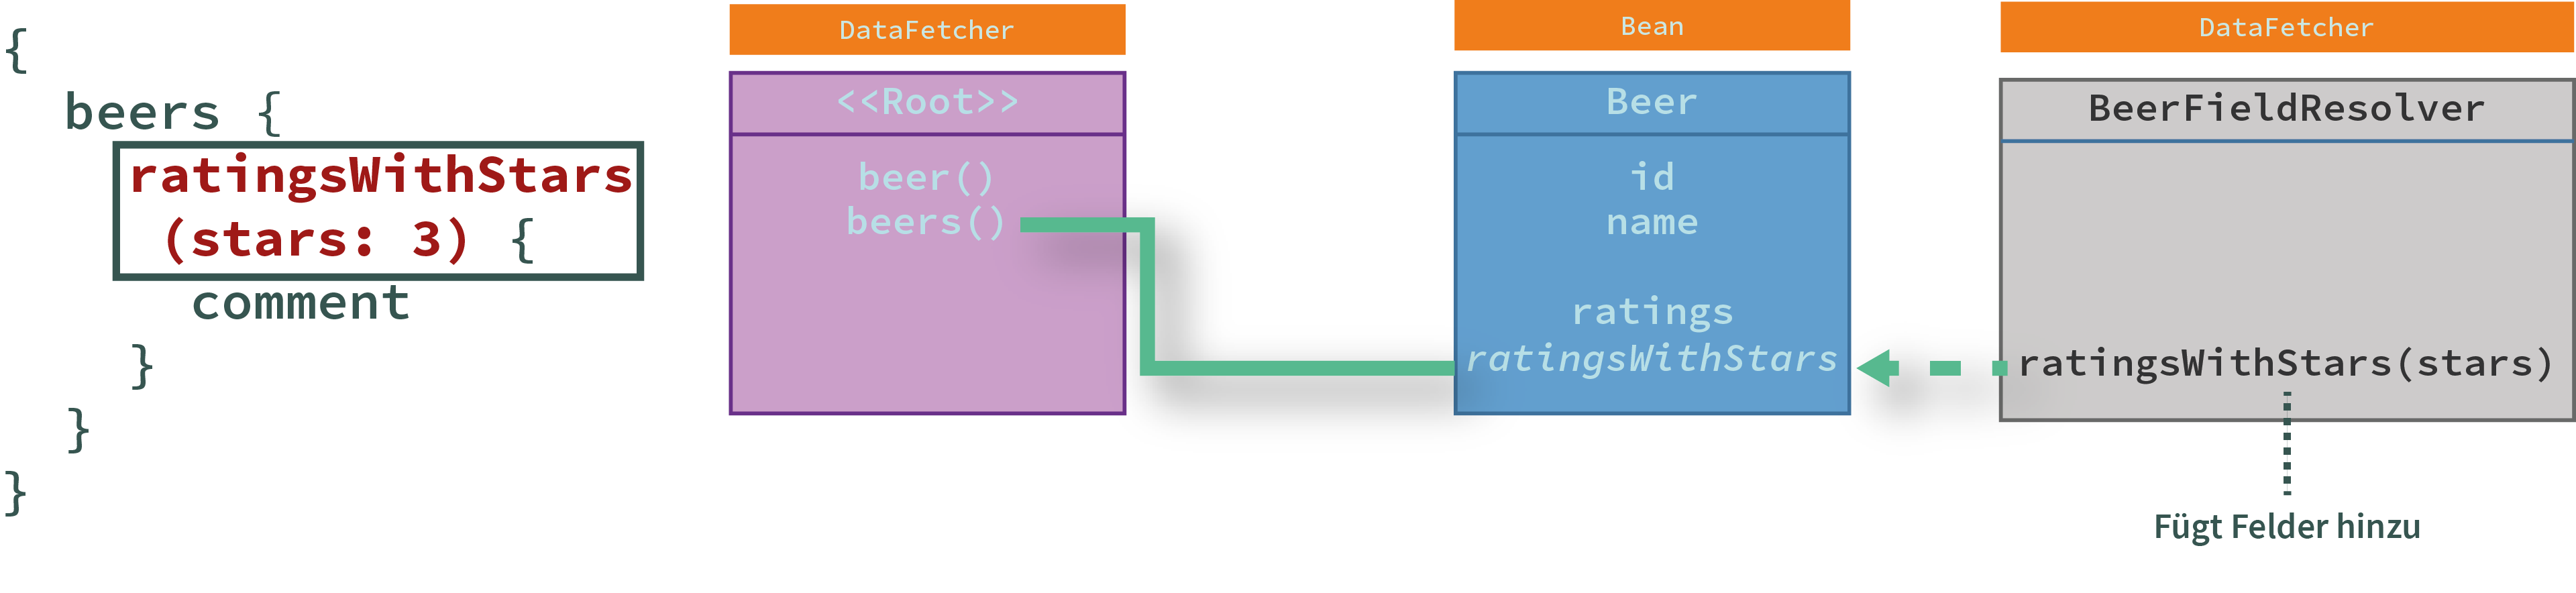 {
beers {
ratingsWithStars
(stars: 3) {
comment
}
}
}
DataFetcher
<<Root>>
beer()
beers()
Bean
Beer
id
name
ratings
ratingsWithStars
DataFetcher
BeerFieldResolver
ratingsWithStars(stars)
Fügt Felder hinzu